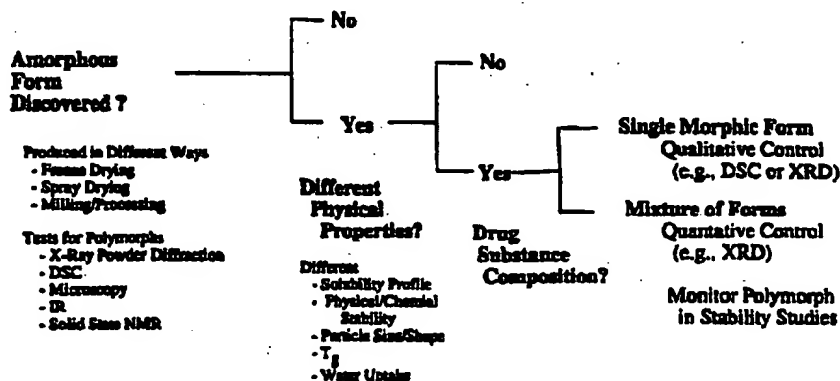 Amorphous
Form
Discovered ?
Produced in Different Ways
- Freeze Drying
- Spray Drying
- Milling/Processing
Tests for Polymorphs
- X-Ray Powder Diffraction
- DSC
- Microscopy
- IR
- Solid State NMR
No
Yes
Different
Physical
Properties?
Different
- Solubility Profile
- Physical/Chemial
Stability
- Particle Size/Shape
- Tg
- Water Uptake
No
Yes
Drug
Substance
Composition?
Single Morphic Form
Qualitative Control
(e.g., DSC or XRD)
Mixture of Forms
Quantative Control
(e.g., XRD)
Monitor Polymorph
in Stability Studies